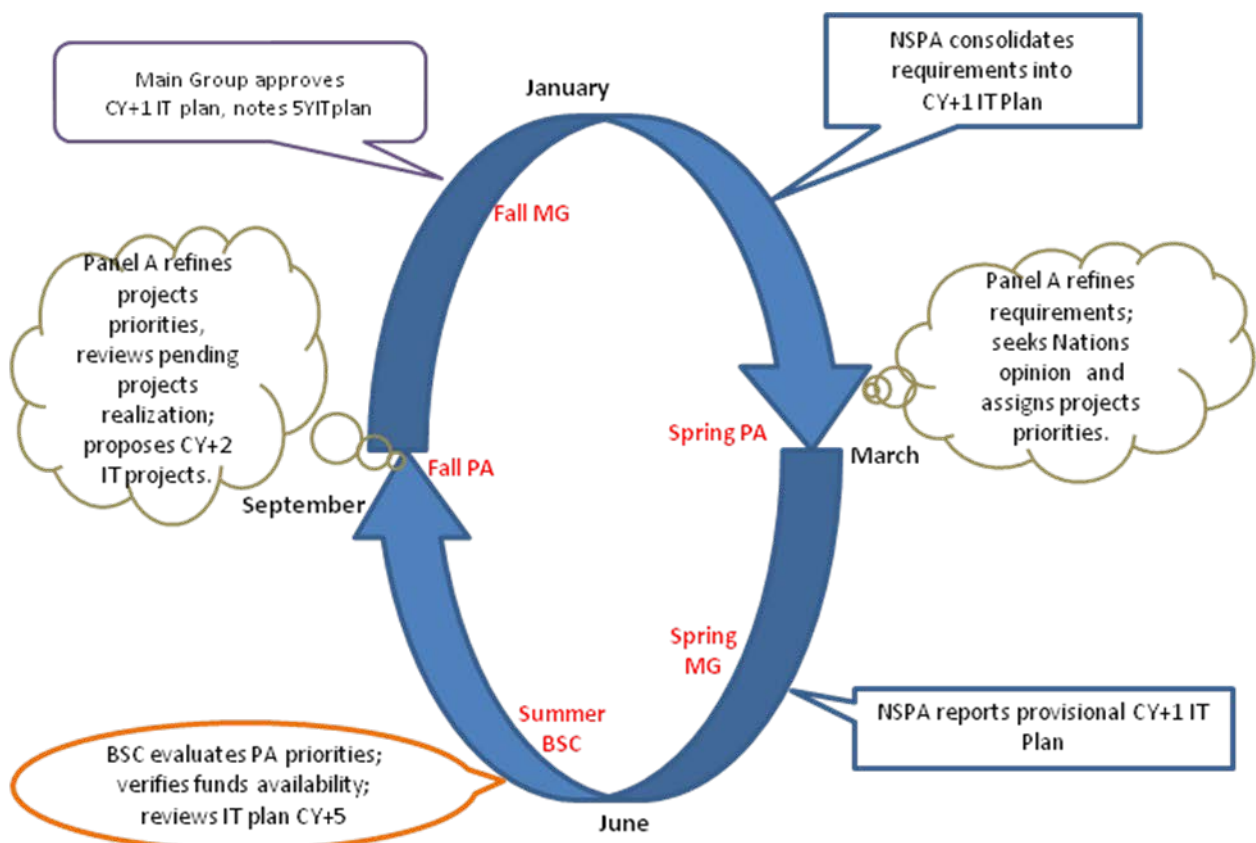 Main Group approves
CY+1 IT plan, notes 5YITplan
January
NSPA consolidates
requirements into
CY+1 IT Plan
Fall MG
Panel A refines
projects
priorities,
reviews pending
projects
realization;
proposes CY+2
IT projects.
Panel A refines
requirements;
seeks Nations
opinion and
assigns projects
priorities.
Spring PA
March
Fall PA
September
Spring
MG
NSPA reports provisional CY+1 IT
Plan
Summer
BSC
BSC evaluates PA priorities;
verifies funds availability;
reviews IT plan CY+5
June